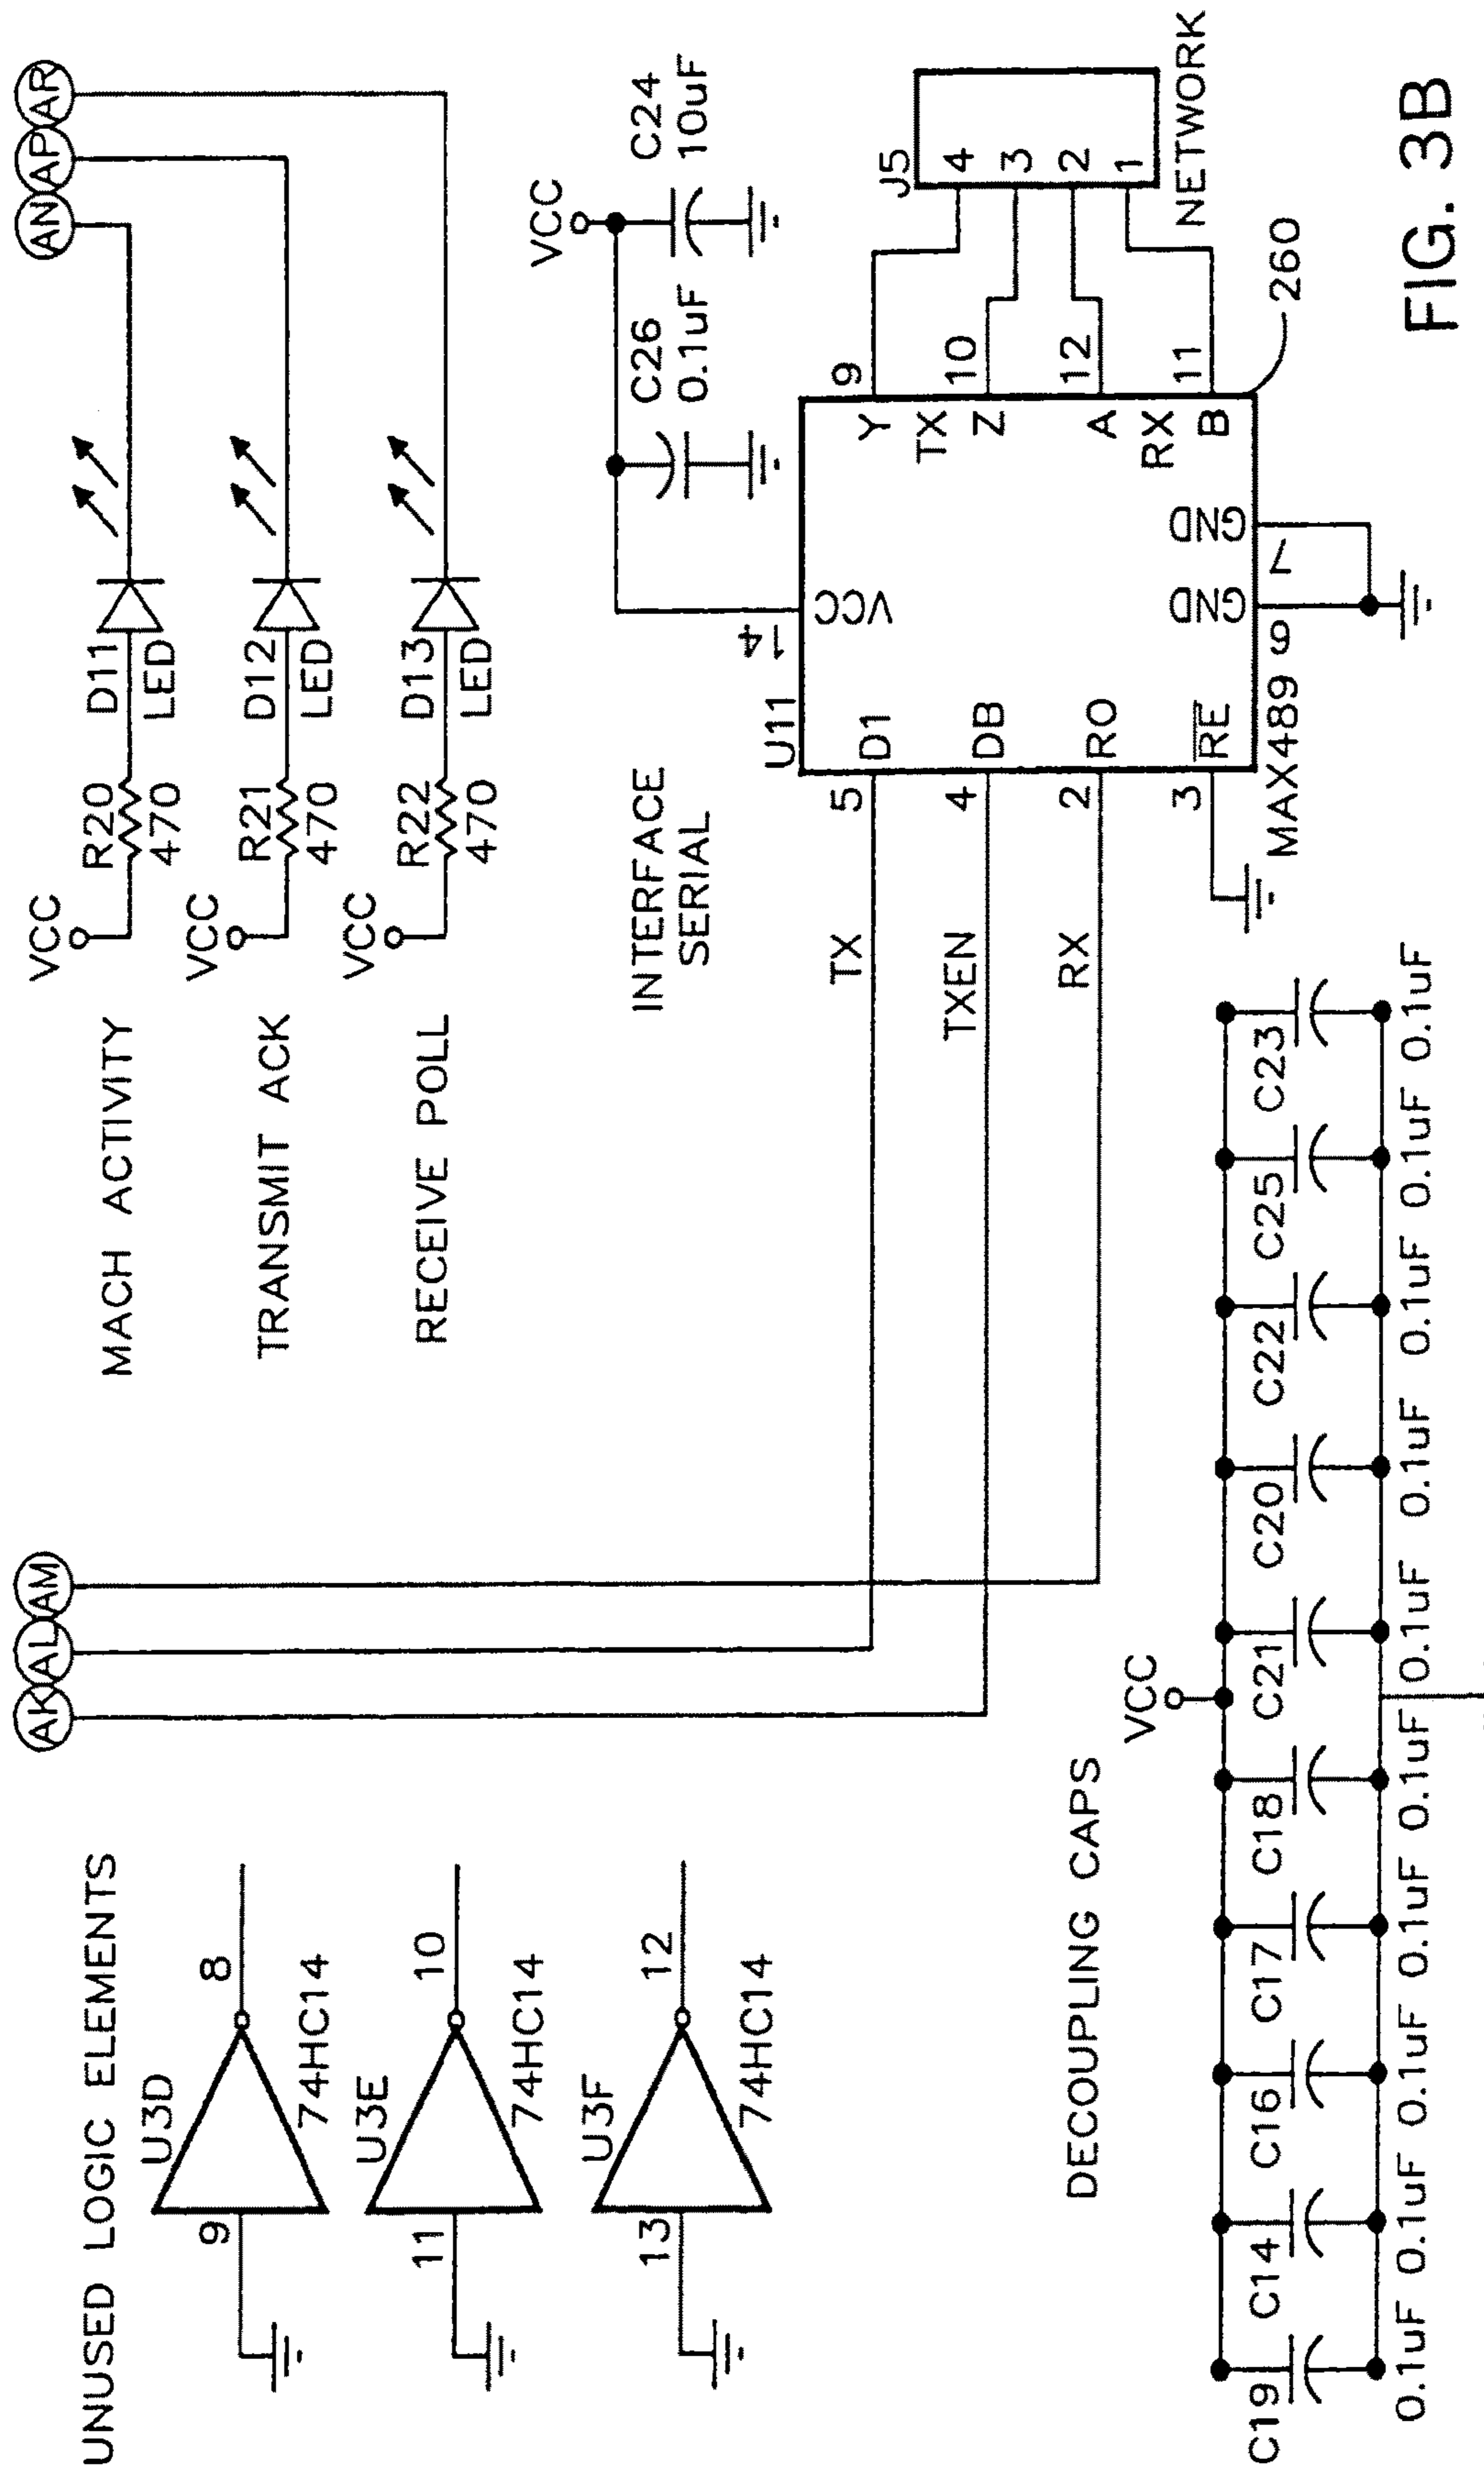 UNUSED LOGIC ELEMENTS
U3D
9
8
74HC14
U3E
11
10
74HC14
U3F
13
12
74HC14
AK
AL
AM
AN
AP
AR
MACH ACTIVITY
VCC
R20
470
D11
LED
TRANSMIT ACK
VCC
R21
470
D12
LED
RECEIVE POLL
VCC
R22
470
D13
LED
INTERFACE
SERIAL
VCC
C26
0.1uF
C24
10uF
TX
TXEN
RX
U11
5
D1
4
DB
2
RO
3
RE
14
VCC
Y
9
TX
Z
10
A
12
RX
B
11
GND
6
GND
7
MAX489
260
J5
4
3
2
1
NETWORK
DECOUPLING CAPS
VCC
C19
C14
C16
C17
C18
C21
C20
C22
C25
C23
0.1uF 0.1uF 0.1uF 0.1uF 0.1uF 0.1uF 0.1uF 0.1uF 0.1uF 0.1uF
FIG. 3B